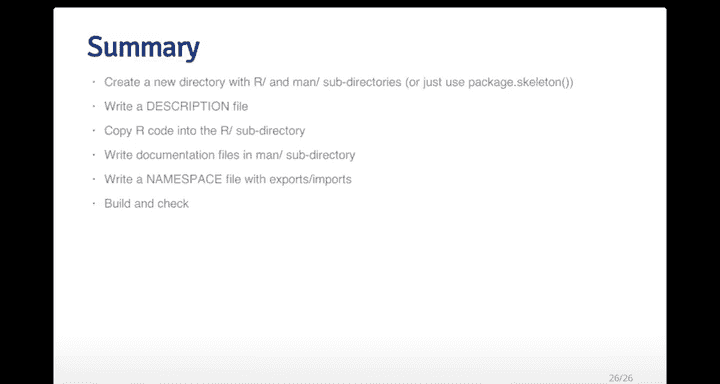 Summary
· Create a new directory with R/ and man/ sub-directories (or just use package.skeleton())
· Write a DESCRIPTION file
· Copy R code into the R/ sub-directory
· Write documentation files in man/ sub-directory
· Write a NAMESPACE file with exports/imports
· Build and check
26/26